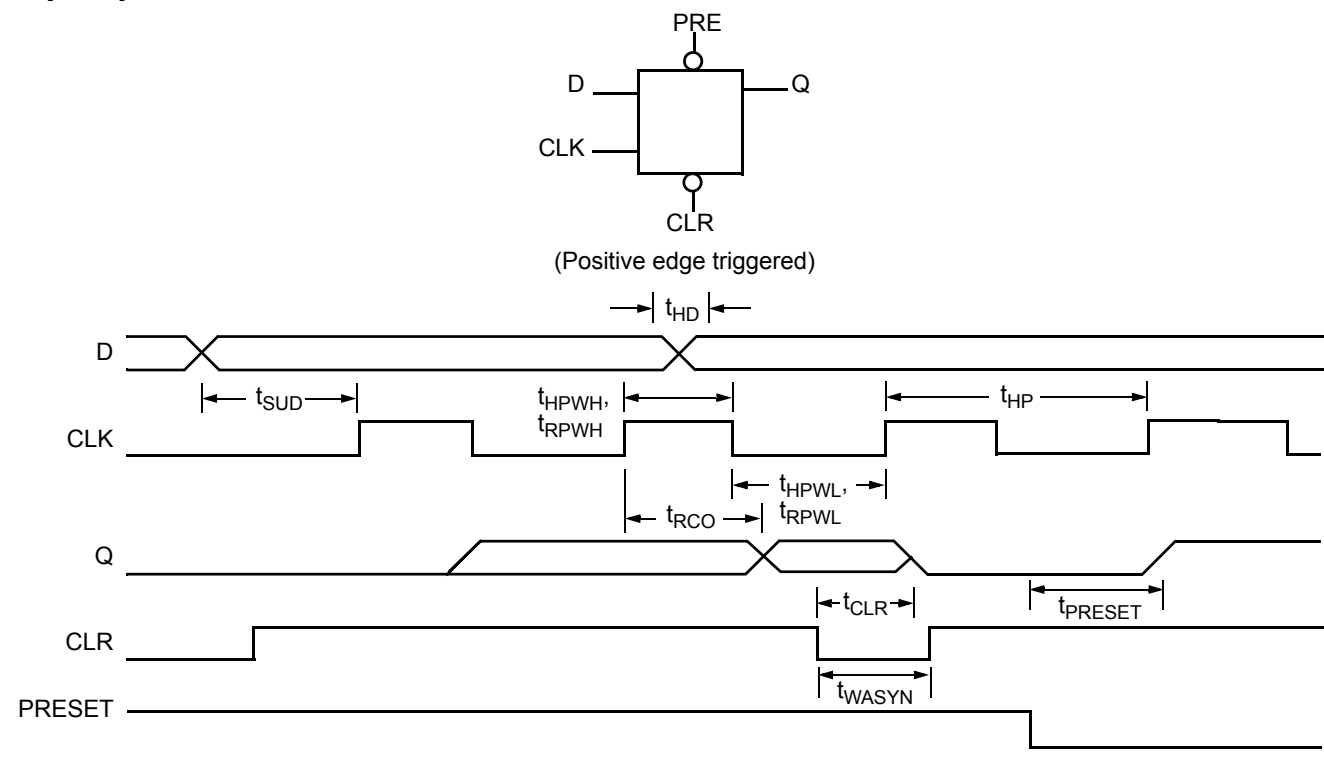 PRE
D
Q
CLK
CLR
(Positive edge triggered)
tHD
D
tSUD
tHPWH,
tRPWH
tHP
CLK
tHPWL,
tRPWL
tRCO
Q
tCLR
tPRESET
CLR
tWASYN
PRESET